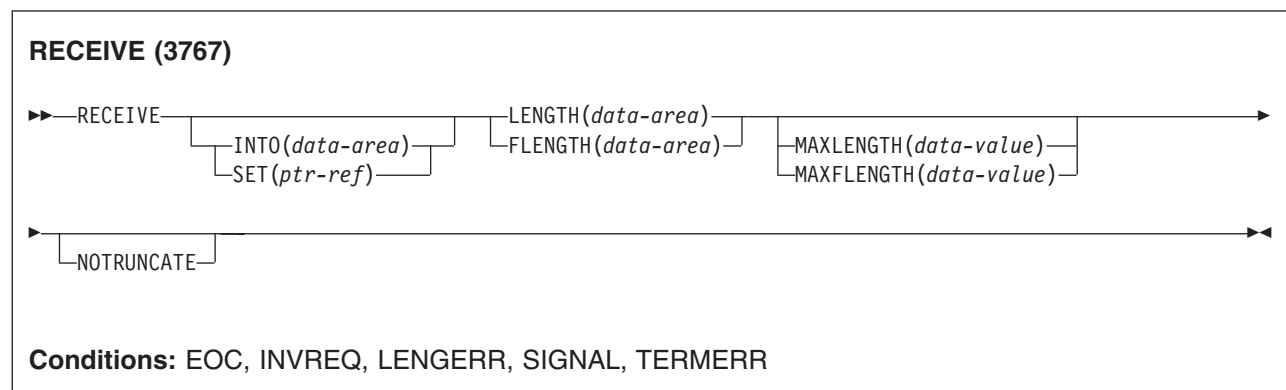 RECEIVE (3767)
RECEIVE LENGTH(data-area)
INTO(data-area) FLENGTH(data-area) MAXLENGTH(data-value)
SET(ptr-ref) MAXFLENGTH(data-value)
NOTRUNCATE
Conditions: EOC, INVREQ, LENGERR, SIGNAL, TERMERR